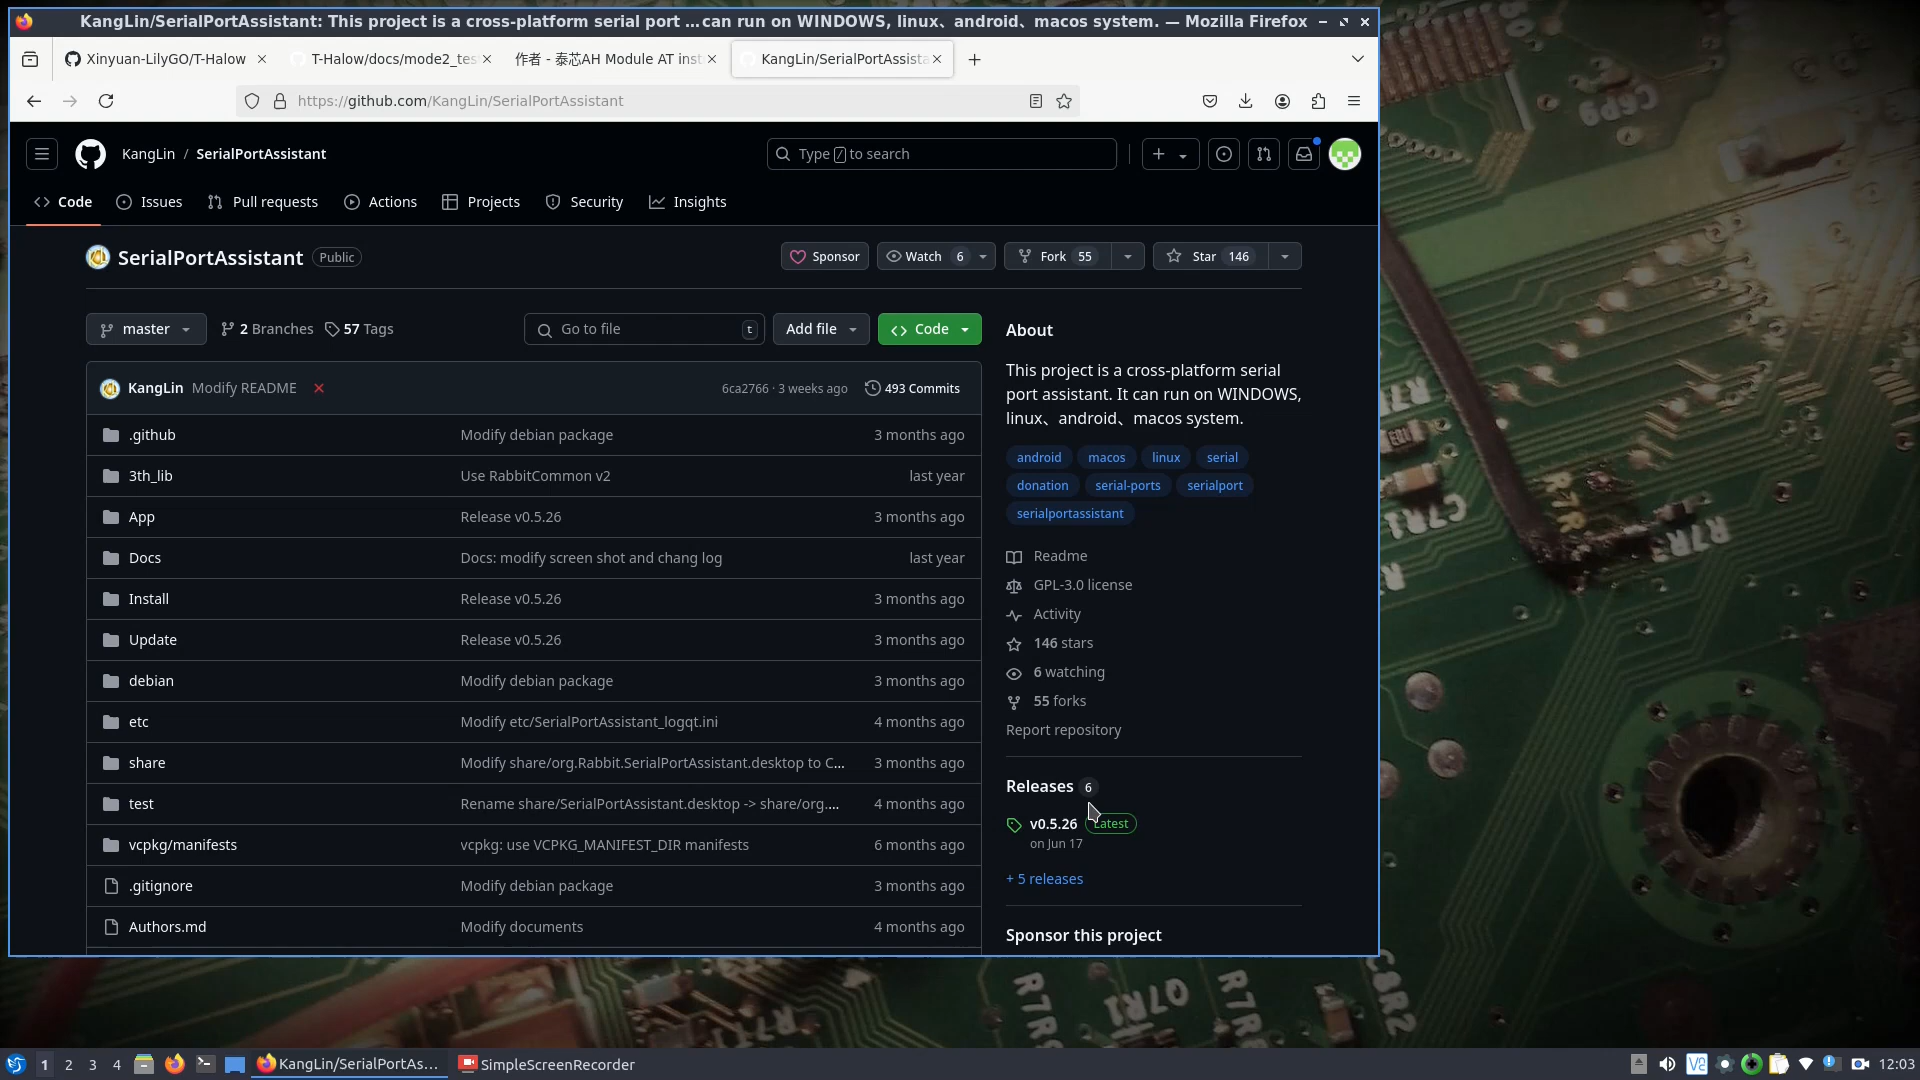 KangLin/SerialPortAssistant: This project is a cross-platform serial port ...can run on WINDOWS, linux、android、macos system. — Mozilla Firefox
Xinyuan-LilyGO/T-Halow
T-Halow/docs/mode2_tes
作者 - 泰芯AH Module AT inst
KangLin/SerialPortAssista
https://github.com/KangLin/SerialPortAssistant
KangLin / SerialPortAssistant
Type / to search
Code
Issues
Pull requests
Actions
Projects
Security
Insights
SerialPortAssistant
Public
Sponsor
Watch 6
Fork 55
Star 146
master
2 Branches
57 Tags
Go to file
t
Add file
Code
KangLin Modify README
6ca2766 · 3 weeks ago
493 Commits
.github Modify debian package 3 months ago
3th_lib Use RabbitCommon v2 last year
App Release v0.5.26 3 months ago
Docs Docs: modify screen shot and chang log last year
Install Release v0.5.26 3 months ago
Update Release v0.5.26 3 months ago
debian Modify debian package 3 months ago
etc Modify etc/SerialPortAssistant_logqt.ini 4 months ago
share Modify share/org.Rabbit.SerialPortAssistant.desktop to C... 3 months ago
test Rename share/SerialPortAssistant.desktop -> share/org.... 4 months ago
vcpkg/manifests vcpkg: use VCPKG_MANIFEST_DIR manifests 6 months ago
.gitignore Modify debian package 3 months ago
Authors.md Modify documents 4 months ago
About
This project is a cross-platform serial
port assistant. It can run on WINDOWS,
linux、android、macos system.
android macos linux serial
donation serial-ports serialport
serialportassistant
Readme
GPL-3.0 license
Activity
146 stars
6 watching
55 forks
Report repository
Releases 6
v0.5.26 Latest
on Jun 17
+ 5 releases
Sponsor this project
C6P9
R7R
Q7R1
R7R
C8R2
1 2 3 4
KangLin/SerialPortAs...
SimpleScreenRecorder
12:03